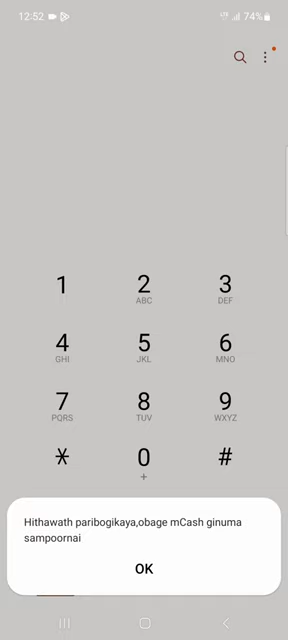 12:52 74%
1 2 3
ABC DEF
4 5 6
GHI JKL MNO
7 8 9
PQRS TUV WXYZ
* 0 #
+
Hithawath paribogikaya,obage mCash ginuma
sampoornai
OK